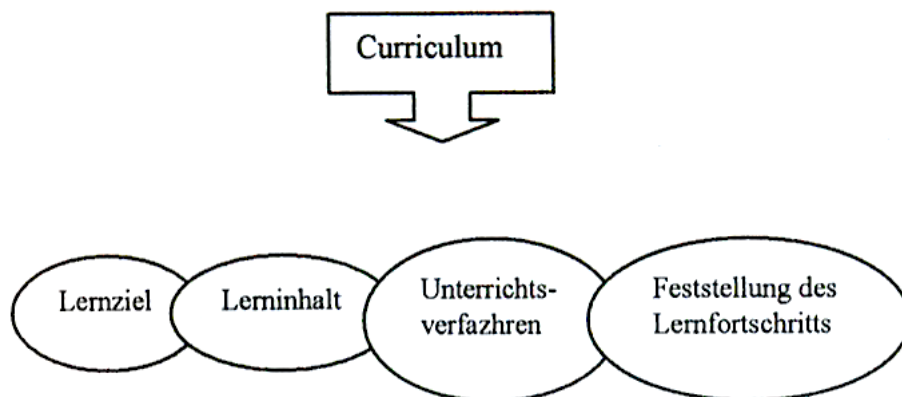 Curriculum
Lernziel
Lerninhalt
Unterrichts-
verfazhren
Feststellung des
Lernfortschritts